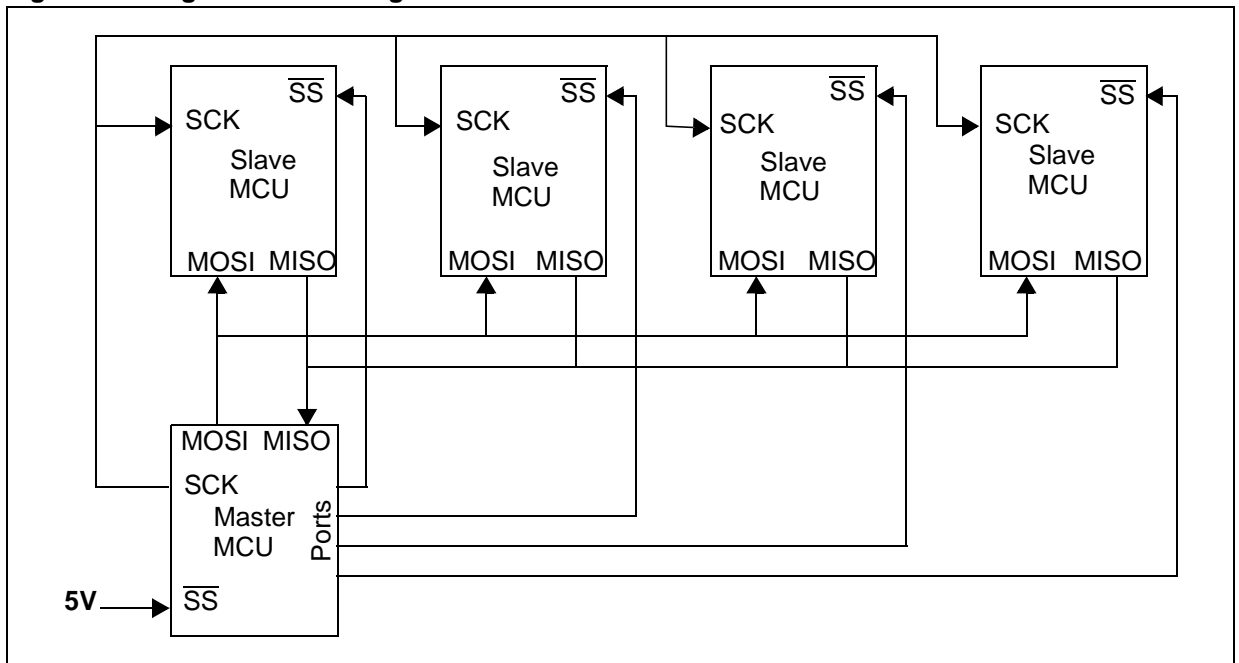 SS SS SS SS
SCK SCK SCK SCK
Slave MCU Slave MCU Slave MCU Slave MCU
MOSI MISO MOSI MISO MOSI MISO MOSI MISO
MOSI MISO
SCK
Master
MCU
Ports
5V SS